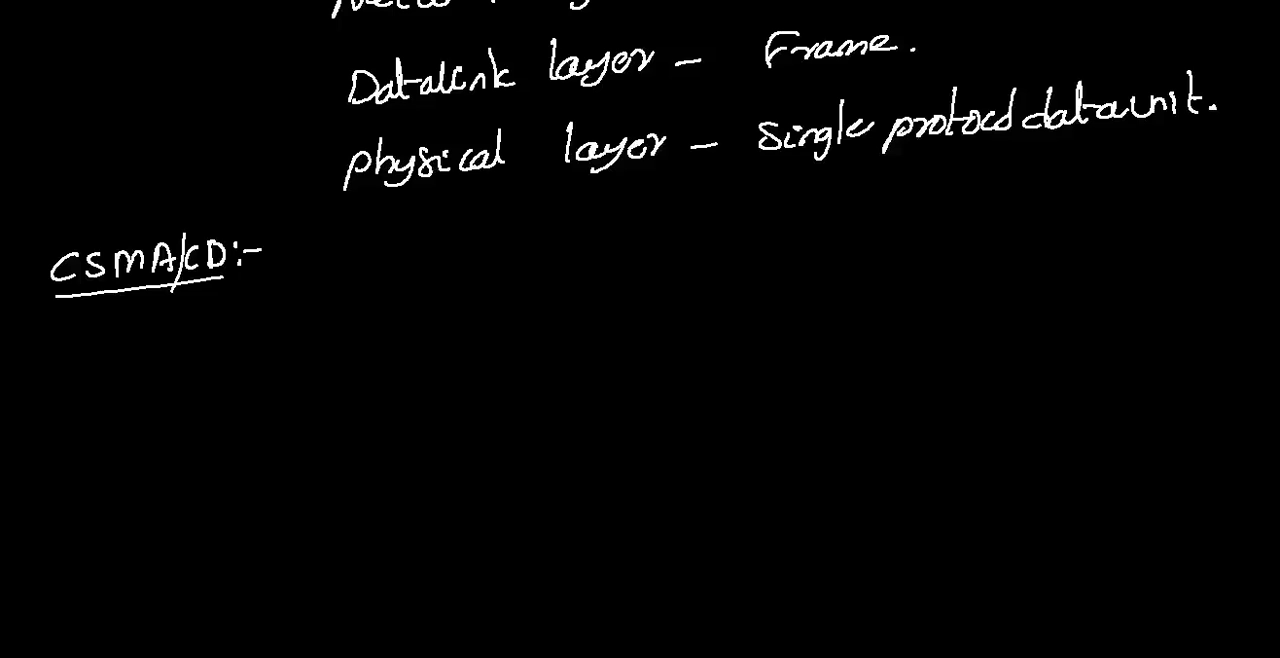 Datalink layer - Frame.
physical layer - single protocol data unit.
CSMA/CD:-